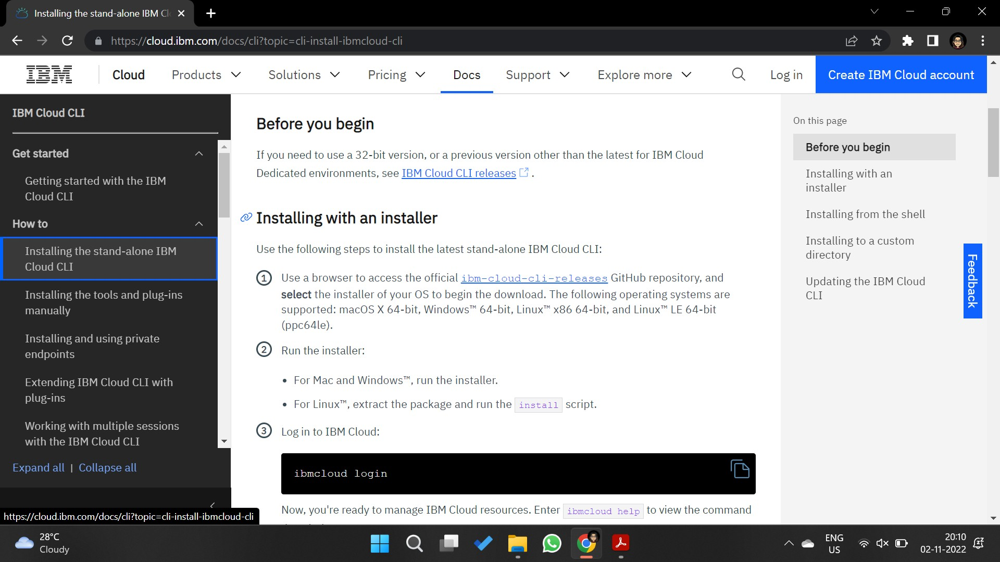 Installing the stand-alone IBM Cl
https://cloud.ibm.com/docs/cli?topic=cli-install-ibmcloud-cli
IBM
Cloud
Products
Solutions
Pricing
Docs
Support
Explore more
Log in
Create IBM Cloud account
IBM Cloud CLI
Get started
Getting started with the IBM
Cloud CLI
How to
Installing the stand-alone IBM
Cloud CLI
Installing the tools and plug-ins
manually
Installing and using private
endpoints
Extending IBM Cloud CLI with
plug-ins
Working with multiple sessions
with the IBM Cloud CLI
Expand all | Collapse all
https://cloud.ibm.com/docs/cli?topic=cli-install-ibmcloud-cli
Before you begin
If you need to use a 32-bit version, or a previous version other than the latest for IBM Cloud
Dedicated environments, see IBM Cloud CLI releases .
Installing with an installer
Use the following steps to install the latest stand-alone IBM Cloud CLI:
1 Use a browser to access the official ibm-cloud-cli-releases GitHub repository, and
select the installer of your OS to begin the download. The following operating systems are
supported: macOS X 64-bit, Windows™ 64-bit, Linux™ x86 64-bit, and Linux™ LE 64-bit
(ppc64le).
2 Run the installer:
• For Mac and Windows™, run the installer.
• For Linux™, extract the package and run the install script.
3 Log in to IBM Cloud:
ibmcloud login
Now, you're ready to manage IBM Cloud resources. Enter ibmcloud help to view the command
On this page
Before you begin
Installing with an
installer
Installing from the shell
Installing to a custom
directory
Updating the IBM Cloud
CLI
Feedback
28°C
Cloudy
ENG
US
20:10
02-11-2022